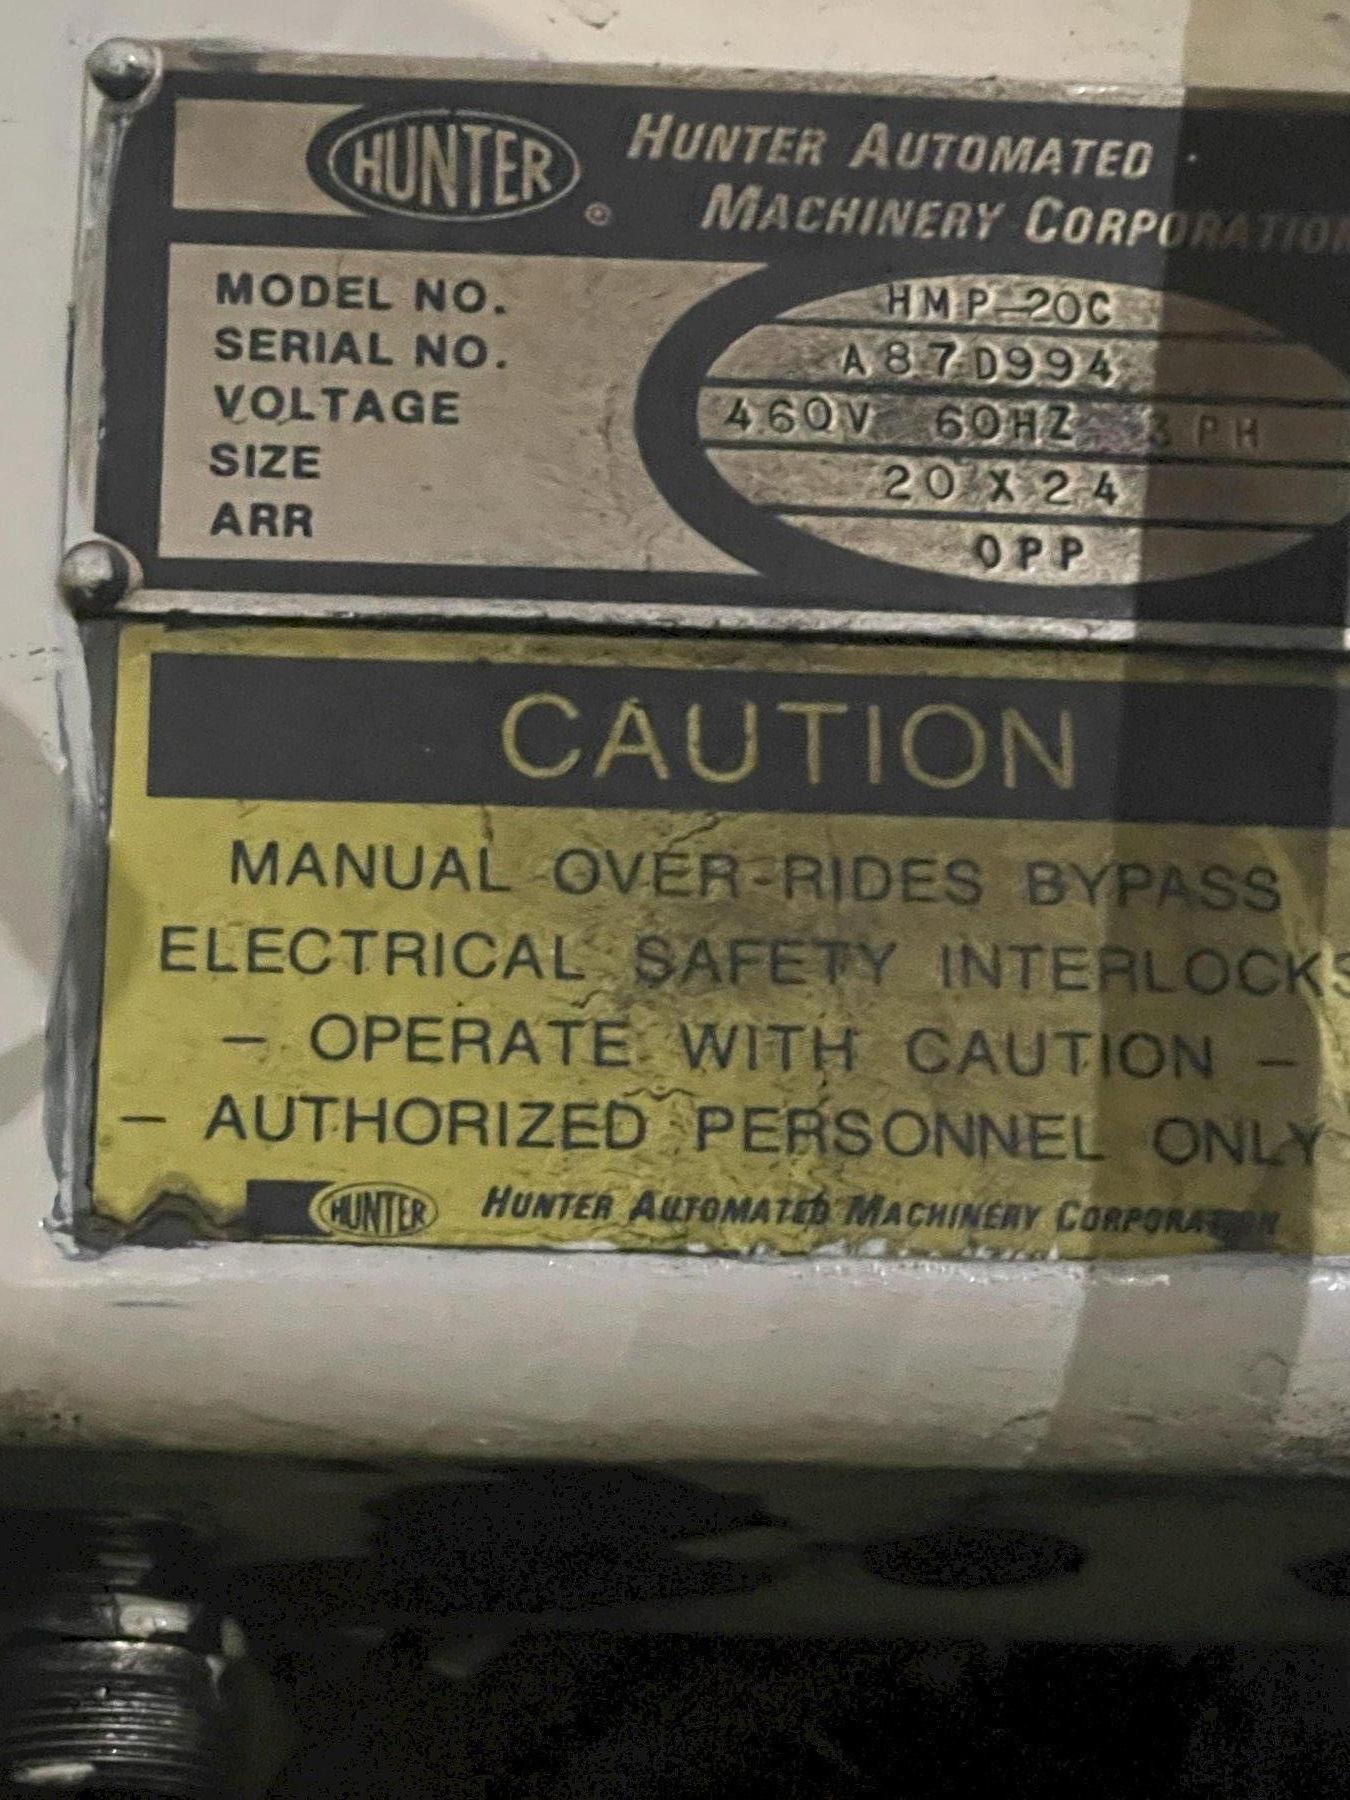 HUNTER ® HUNTER AUTOMATED
MACHINERY CORPORATION
MODEL NO. HMP-20C
SERIAL NO. A87D994
VOLTAGE 460V 60HZ 3 PH
SIZE 20 X 24
ARR OPP
CAUTION
MANUAL OVER-RIDES BYPASS
ELECTRICAL SAFETY INTERLOCKS
– OPERATE WITH CAUTION –
– AUTHORIZED PERSONNEL ONLY
HUNTER HUNTER AUTOMATED MACHINERY CORPORATION